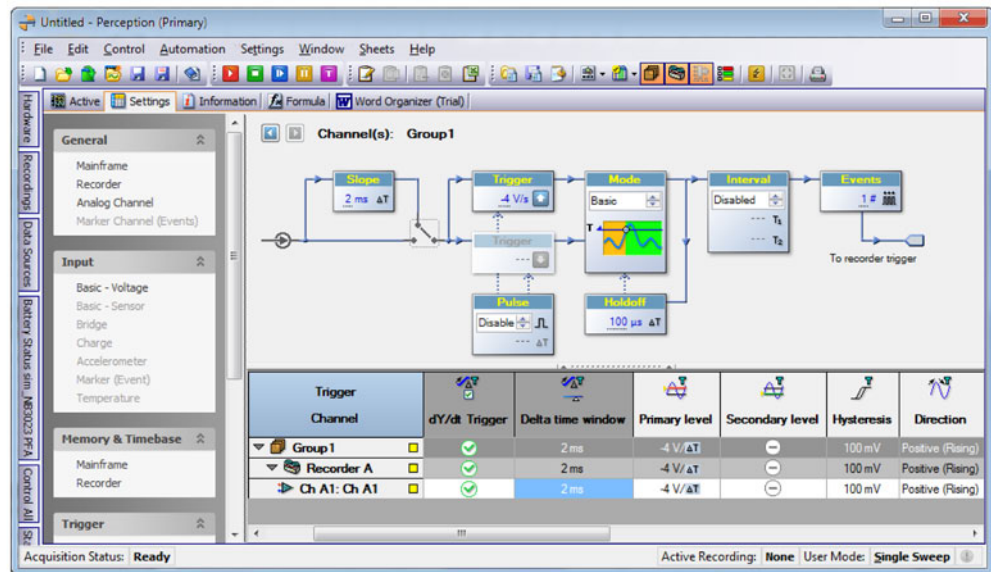 Untitled - Perception (Primary)
File Edit Control Automation Settings Window Sheets Help
Active Settings Information Formula Word Organizer (Trial)
Hardware
Recordings
Data Sources
Battery Status sim_NB3023.PFA
Control All
General
Mainframe
Recorder
Analog Channel
Marker Channel (Events)
Input
Basic - Voltage
Basic - Sensor
Bridge
Charge
Accelerometer
Marker (Event)
Temperature
Memory & Timebase
Mainframe
Recorder
Trigger
Channel(s): Group1
Slope
2 ms ΔT
Trigger
-4 V/s
Trigger
---
Pulse
Disable
--- ΔT
Mode
Basic
T
Holdoff
100 µs ΔT
Interval
Disabled
--- T1
--- T2
Events
1 #
To recorder trigger
Trigger
Channel
dY/dt Trigger Delta time window Primary level Secondary level Hysteresis Direction
Group1 2 ms -4 V/ΔT 100 mV Positive (Rising)
Recorder A 2 ms -4 V/ΔT 100 mV Positive (Rising)
Ch A1: Ch A1 2 ms -4 V/ΔT 100 mV Positive (Rising)
Acquisition Status: Ready Active Recording: None User Mode: Single Sweep